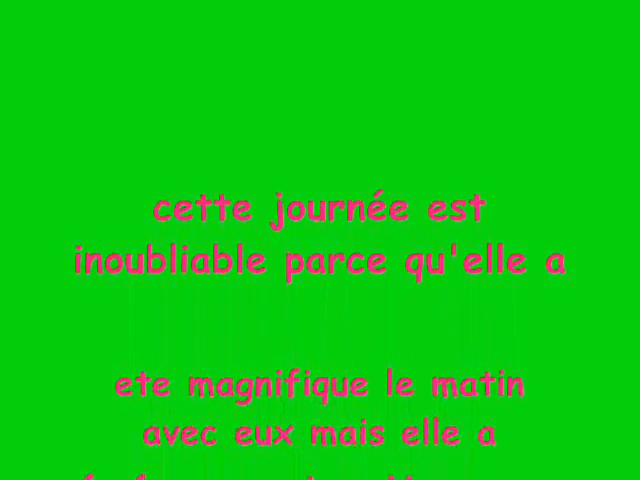 cette journée est
inoubliable parce qu'elle a
ete magnifique le matin
avec eux mais elle a